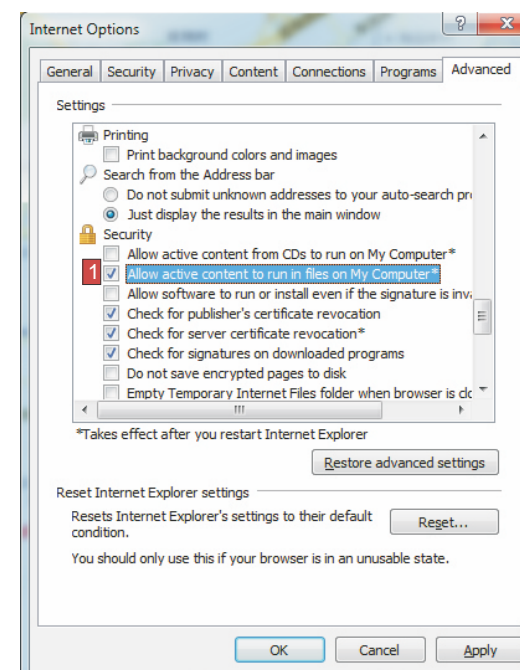 Internet Options
General Security Privacy Content Connections Programs Advanced
Settings
Printing
Print background colors and images
Search from the Address bar
Do not submit unknown addresses to your auto-search
Just display the results in the main window
Security
Allow active content from CDs to run on My Computer*
1 Allow active content to run in files on My Computer*
Allow software to run or install even if the signature is
Check for publisher's certificate revocation
Check for server certificate revocation*
Check for signatures on downloaded programs
Do not save encrypted pages to disk
Empty Temporary Internet Files folder when browser is
*Takes effect after you restart Internet Explorer
Restore advanced settings
Reset Internet Explorer settings
Resets Internet Explorer's settings to their default
condition.
Reset...
You should only use this if your browser is in an unusable state.
OK Cancel Apply